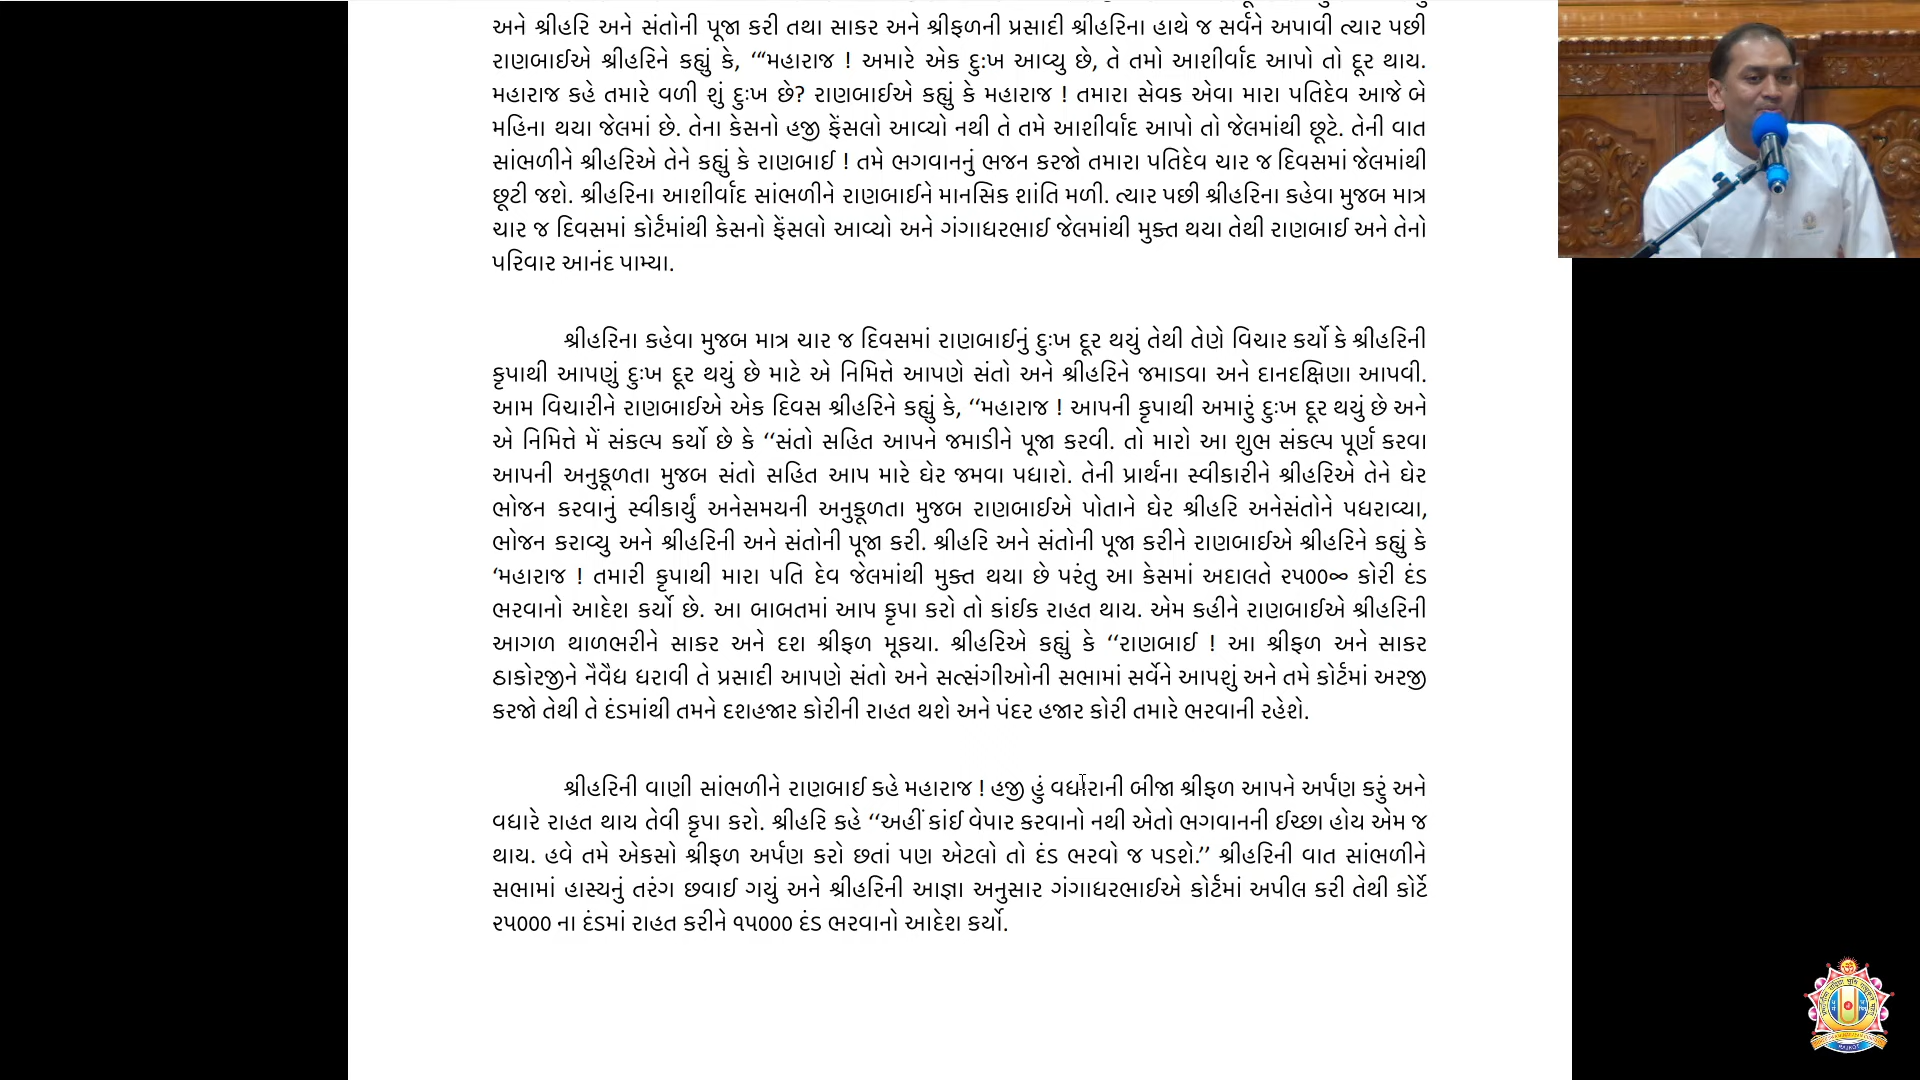 અને શ્રીહરિ અને સંતોની પૂજા કરી તથા સાકર અને શ્રીફળની પ્રસાદી શ્રીહરિના હાથે જ સર્વને અપાવી ત્યાર પછી
રાણબાઈએ શ્રીહરિને કહ્યું કે, “‘મહારાજ ! અમારે એક દુઃખ આવ્યુ છે, તે તમો આશીર્વાદ આપો તો દૂર થાય.
મહારાજ કહે તમારે વળી શું દુઃખ છે? રાણબાઈએ કહ્યું કે મહારાજ ! તમારા સેવક એવા મારા પતિદેવ આજે બે
મહિના થયા જેલમાં છે. તેના કેસનો હજી ફેંસલો આવ્યો નથી તે તમે આશીર્વાદ આપો તો જેલમાંથી છૂટે. તેની વાત
સાંભળીને શ્રીહરિએ તેને કહ્યું કે રાણબાઈ ! તમે ભગવાનનું ભજન કરજો તમારા પતિદેવ ચાર જ દિવસમાં જેલમાંથી
છૂટી જશે. શ્રીહરિના આશીર્વાદ સાંભળીને રાણબાઈને માનસિક શાંતિ મળી. ત્યાર પછી શ્રીહરિના કહેવા મુજબ માત્ર
ચાર જ દિવસમાં કોર્ટમાંથી કેસનો ફેંસલો આવ્યો અને ગંગાધરભાઈ જેલમાંથી મુક્ત થયા તેથી રાણબાઈ અને તેનો
પરિવાર આનંદ પામ્યા.
શ્રીહરિના કહેવા મુજબ માત્ર ચાર જ દિવસમાં રાણબાઈનું દુઃખ દૂર થયું તેથી તેણે વિચાર કર્યો કે શ્રીહરિની
કૃપાથી આપણું દુઃખ દૂર થયું છે માટે એ નિમિત્તે આપણે સંતો અને શ્રીહરિને જમાડવા અને દાનદક્ષિણા આપવી.
આમ વિચારીને રાણબાઈએ એક દિવસ શ્રીહરિને કહ્યું કે, ‘‘મહારાજ ! આપની કૃપાથી અમારું દુઃખ દૂર થયું છે અને
એ નિમિત્તે મેં સંકલ્પ કર્યો છે કે ‘‘સંતો સહિત આપને જમાડીને પૂજા કરવી. તો મારો આ શુભ સંકલ્પ પૂર્ણ કરવા
આપની અનુકૂળતા મુજબ સંતો સહિત આપ મારે ઘેર જમવા પધારો. તેની પ્રાર્થના સ્વીકારીને શ્રીહરિએ તેને ઘેર
ભોજન કરવાનું સ્વીકાર્યું અનેસમયની અનુકૂળતા મુજબ રાણબાઈએ પોતાને ઘેર શ્રીહરિ અનેસંતોને પધરાવ્યા,
ભોજન કરાવ્યુ અને શ્રીહરિની અને સંતોની પૂજા કરી. શ્રીહરિ અને સંતોની પૂજા કરીને રાણબાઈએ શ્રીહરિને કહ્યું કે
‘મહારાજ ! તમારી કૃપાથી મારા પતિ દેવ જેલમાંથી મુક્ત થયા છે પરંતુ આ કેસમાં અદાલતે ૨૫૦૦∞ કોરી દંડ
ભરવાનો આદેશ કર્યો છે. આ બાબતમાં આપ કૃપા કરો તો કાંઈક રાહત થાય. એમ કહીને રાણબાઈએ શ્રીહરિની
આગળ થાળભરીને સાકર અને દશ શ્રીફળ મૂકયા. શ્રીહરિએ કહ્યું કે ‘‘રાણબાઈ ! આ શ્રીફળ અને સાકર
ઠાકોરજીને નૈવૈદ્ય ધરાવી તે પ્રસાદી આપણે સંતો અને સત્સંગીઓની સભામાં સર્વેને આપશું અને તમે કોર્ટમાં અરજી
કરજો તેથી તે દંડમાંથી તમને દશહજાર કોરીની રાહત થશે અને પંદર હજાર કોરી તમારે ભરવાની રહેશે.
શ્રીહરિની વાણી સાંભળીને રાણબાઈ કહે મહારાજ ! હજી હું વધારાની બીજા શ્રીફળ આપને અર્પણ કરું અને
વધારે રાહત થાય તેવી કૃપા કરો. શ્રીહરિ કહે ‘‘અહીં કાંઈ વેપાર કરવાનો નથી એતો ભગવાનની ઈચ્છા હોય એમ જ
થાય. હવે તમે એકસો શ્રીફળ અર્પણ કરો છતાં પણ એટલો તો દંડ ભરવો જ પડશે.’’ શ્રીહરિની વાત સાંભળીને
સભામાં હાસ્યનું તરંગ છવાઈ ગયું અને શ્રીહરિની આજ્ઞા અનુસાર ગંગાધરભાઈએ કોર્ટમાં અપીલ કરી તેથી કોર્ટે
૨૫૦૦૦ ના દંડમાં રાહત કરીને ૧૫૦૦૦ દંડ ભરવાનો આદેશ કર્યો.